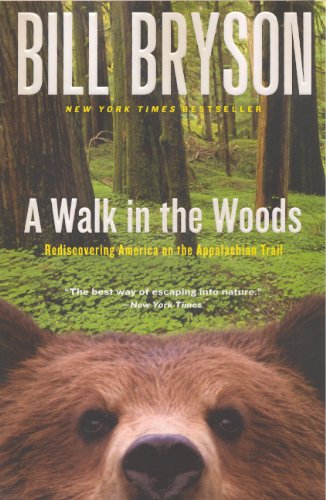 BILL BRYSON
NEW YORK TIMES BESTSELLER
A Walk in the Woods
Rediscovering America on the Appalachian Trail
"The best way of escaping into nature."
—New York Times